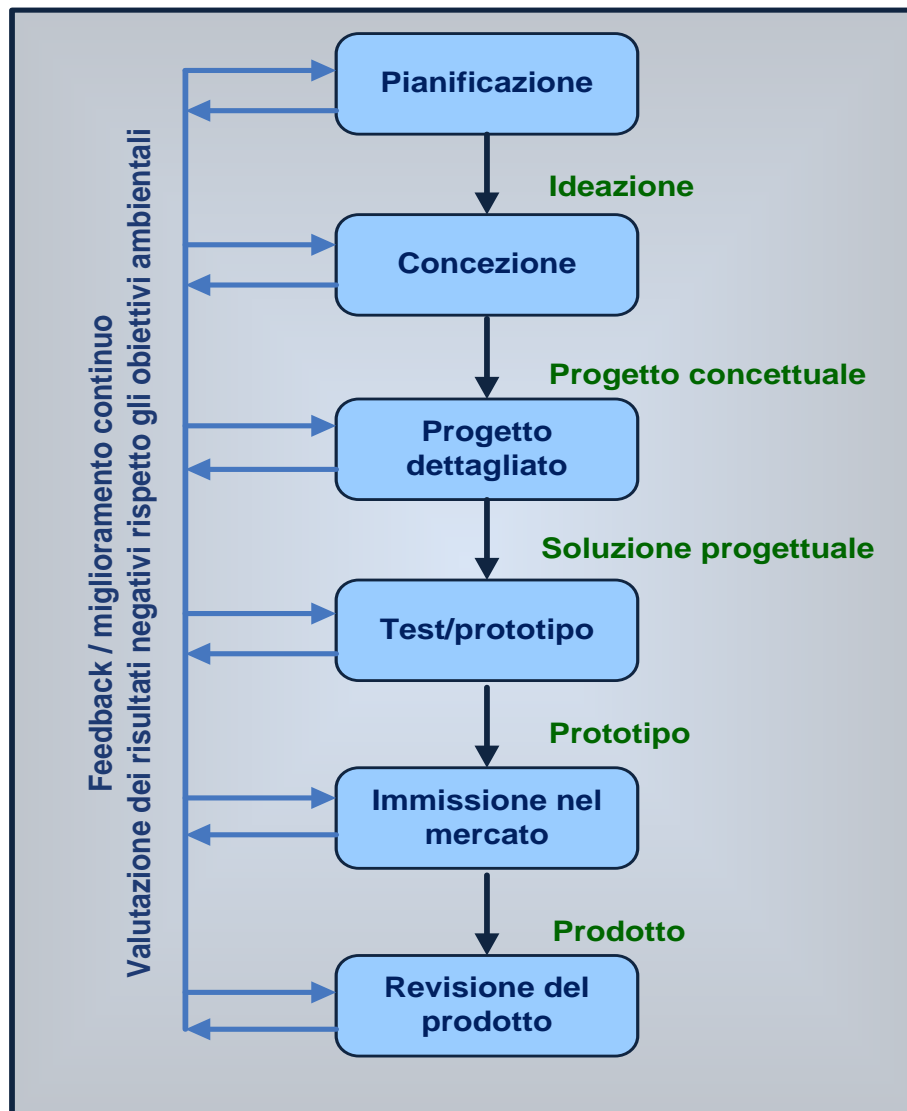 Pianificazione
Ideazione
Concezione
Progetto concettuale
Progetto
dettagliato
Soluzione progettuale
Test/prototipo
Prototipo
Immissione nel
mercato
Prodotto
Revisione del
prodotto
Feedback / miglioramento continuo
Valutazione dei risultati negativi rispetto gli obiettivi ambientali